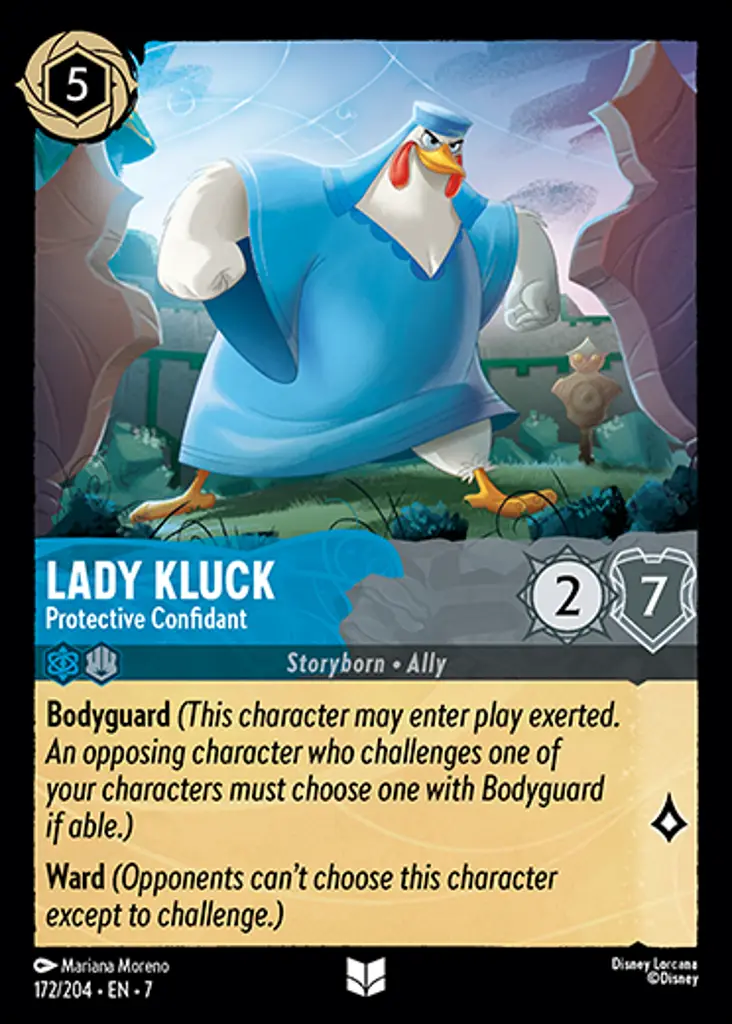 5
LADY KLUCK
Protective Confidant
2
7
Storyborn • Ally
Bodyguard (This character may enter play exerted.
An opposing character who challenges one of
your characters must choose one with Bodyguard
if able.)
Ward (Opponents can't choose this character
except to challenge.)
Mariana Moreno
Disney Lorcana
172/204 • EN • 7
©Disney